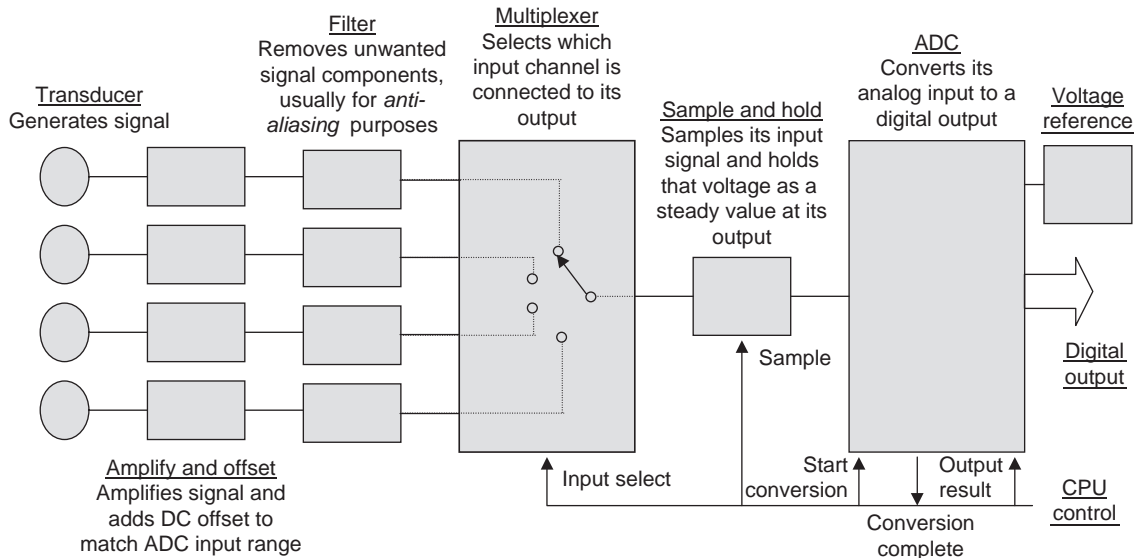 Transducer
Generates signal
Filter
Removes unwanted
signal components,
usually for anti-
aliasing purposes
Multiplexer
Selects which
input channel is
connected to its
output
Sample and hold
Samples its input
signal and holds
that voltage as a
steady value at its
output
ADC
Converts its
analog input to a
digital output
Voltage
reference
Sample
Digital
output
Amplify and offset
Amplifies signal and
adds DC offset to
match ADC input range
Input select
Start
conversion
Output
result
Conversion
complete
CPU
control